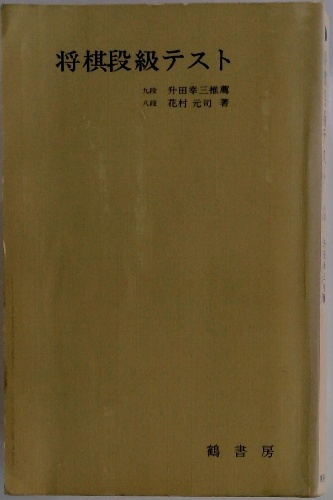 将棋段級テスト
九段 升田幸三推薦
八段 花村元司 著
鶴書房